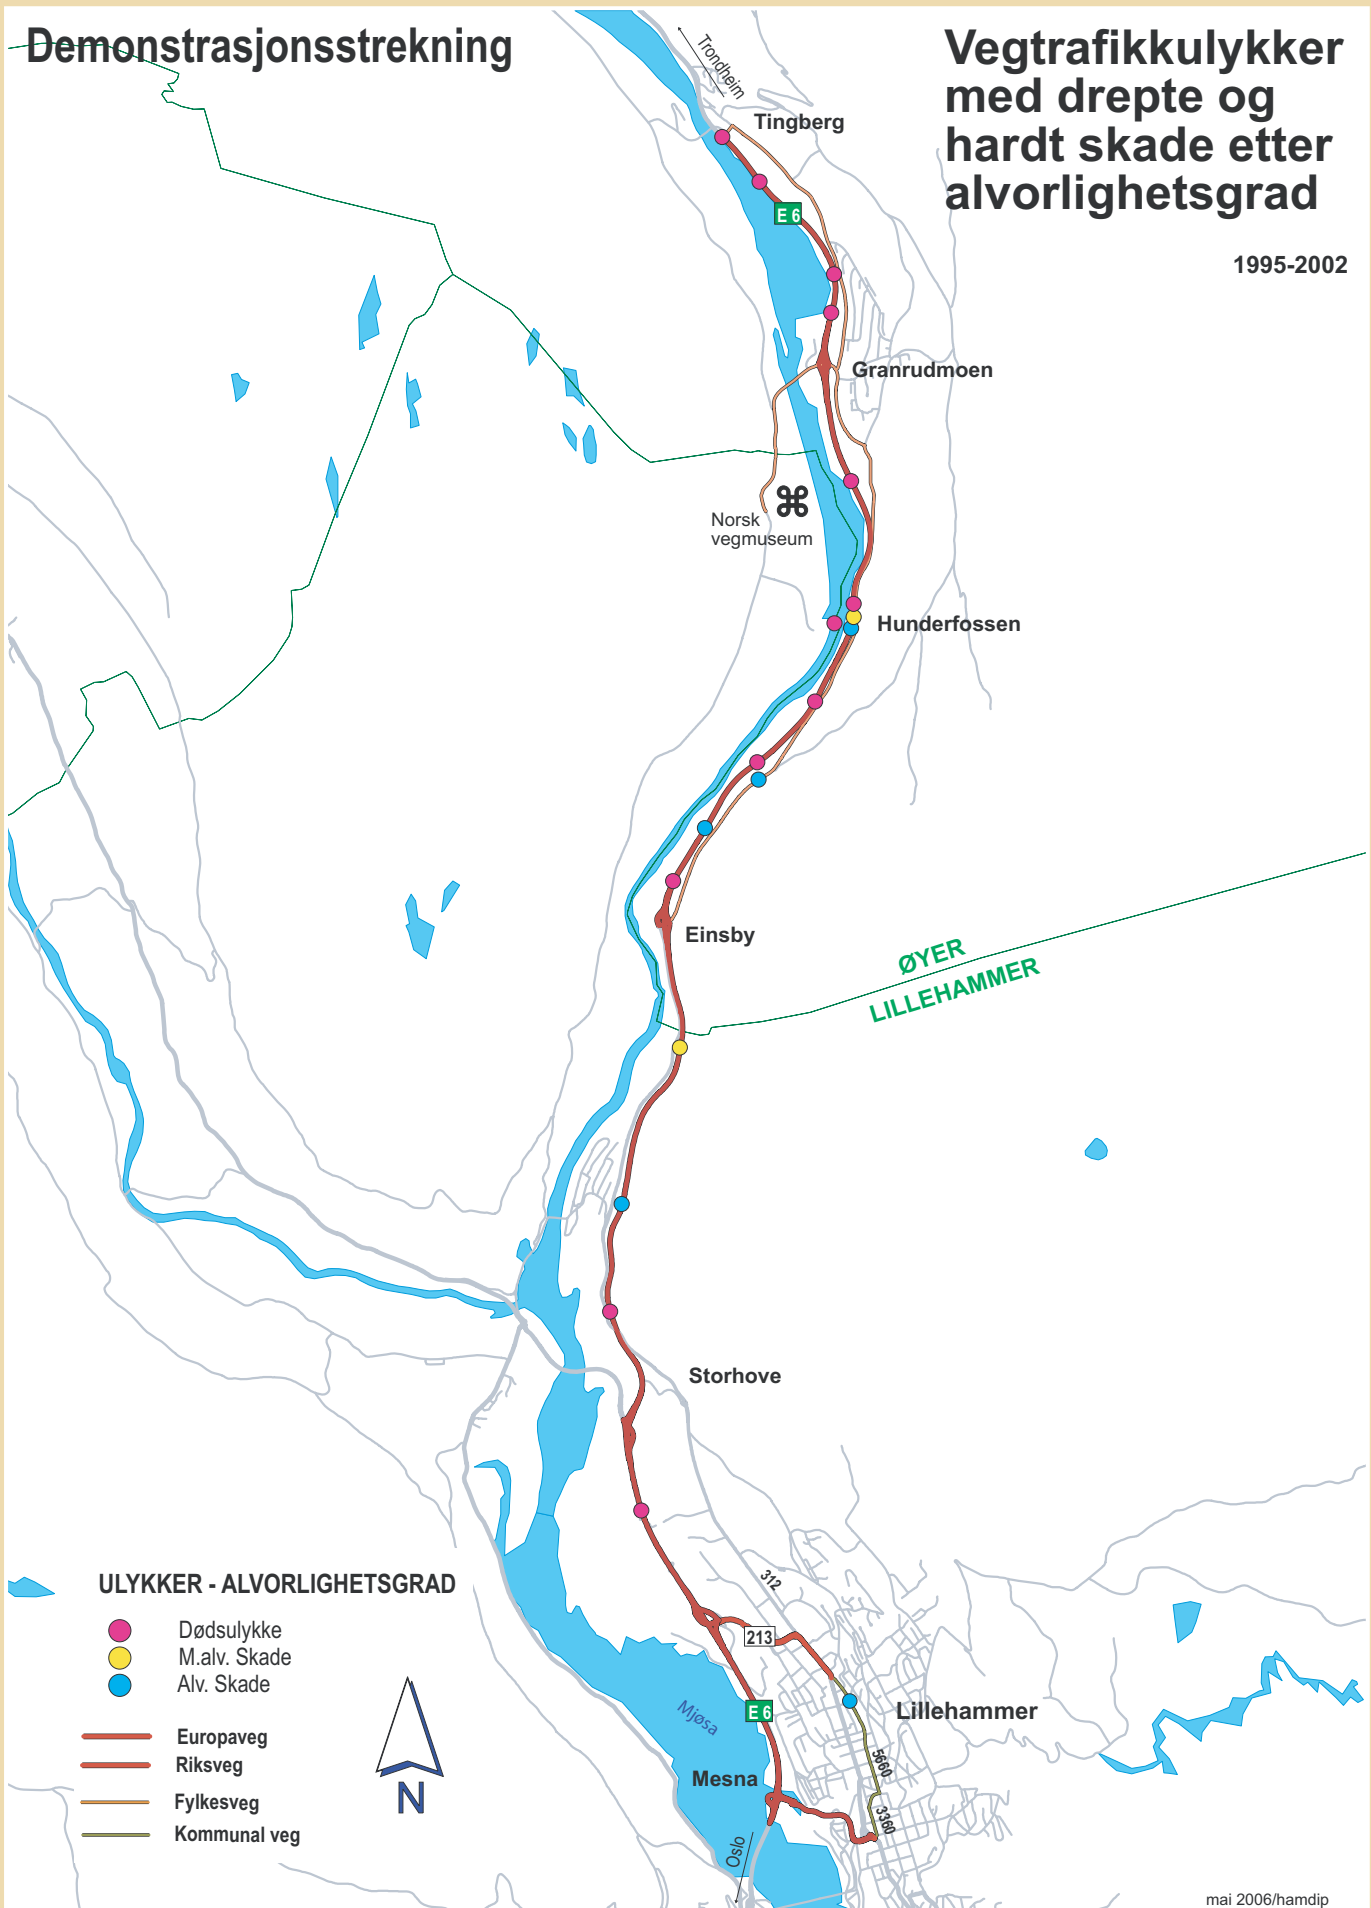 Demonstrasjonsstrekning
Vegtrafikkulykker
med drepte og
hardt skade etter
alvorlighetsgrad
1995-2002
Trondheim
Tingberg
E 6
Granrudmoen
Norsk
vegmuseum
Hunderfossen
Einsby
ØYER
LILLEHAMMER
Storhove
312
213
Lillehammer
E 6
Mjøsa
5660
Mesna
3360
Oslo
ULYKKER - ALVORLIGHETSGRAD
Dødsulykke
M.alv. Skade
Alv. Skade
Europaveg
Riksveg
Fylkesveg
Kommunal veg
N
mai 2006/hamdip